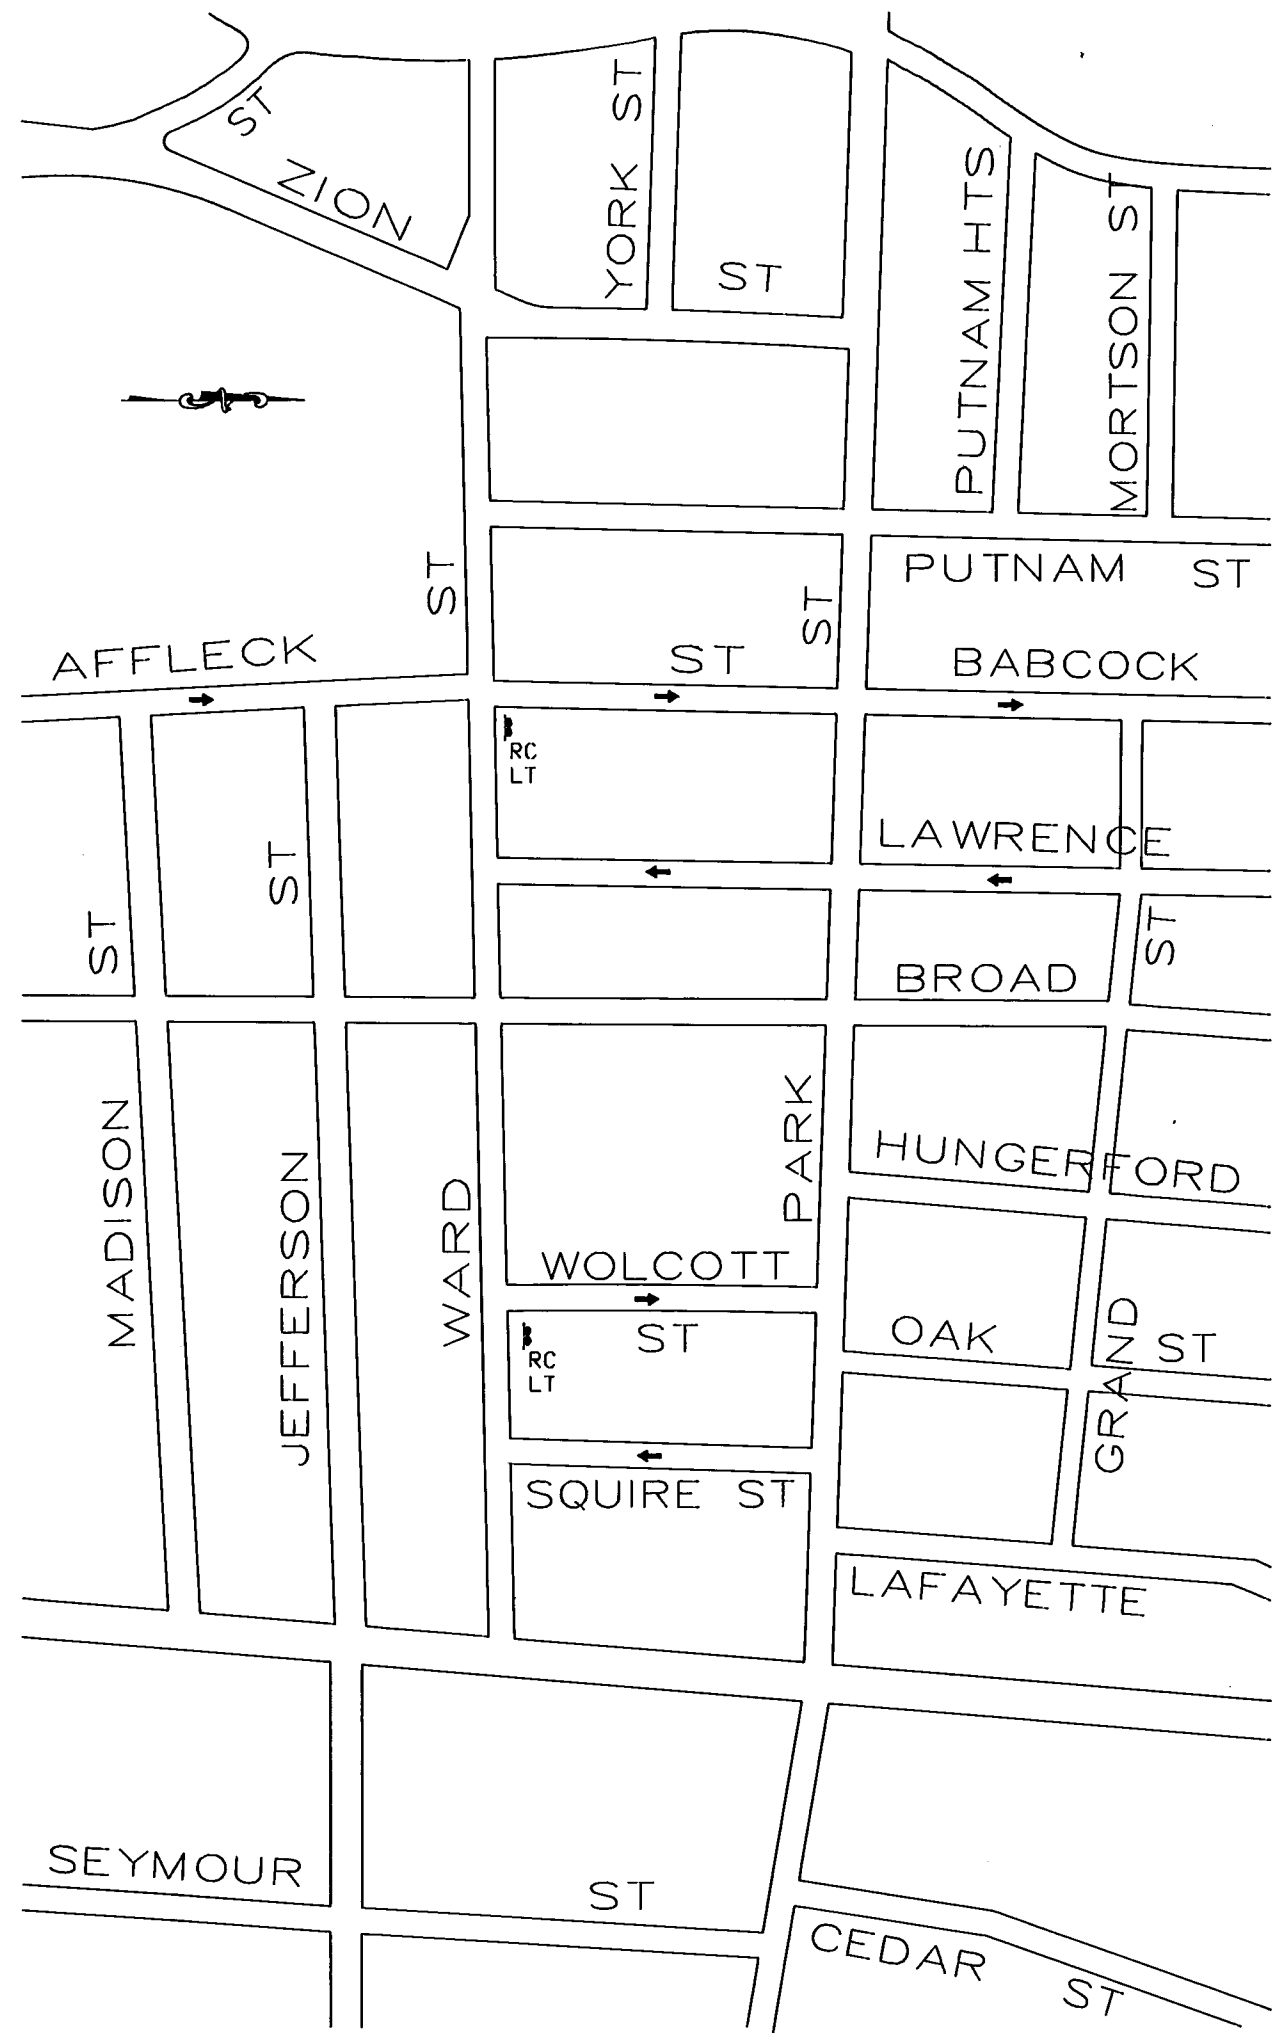 ST
ZION
YORK ST
ST
PUTNAM HTS
MORTSON ST
ST
ST
PUTNAM ST
AFFLECK
ST
BABCOCK
RC
LT
ST
LAWRENCE
ST
ST
BROAD
MADISON
JEFFERSON
WARD
PARK
HUNGERFORD
WOLCOTT
ST
OAK ST
GRAND
RC
LT
SQUIRE ST
LAFAYETTE
SEYMOUR
ST
CEDAR ST